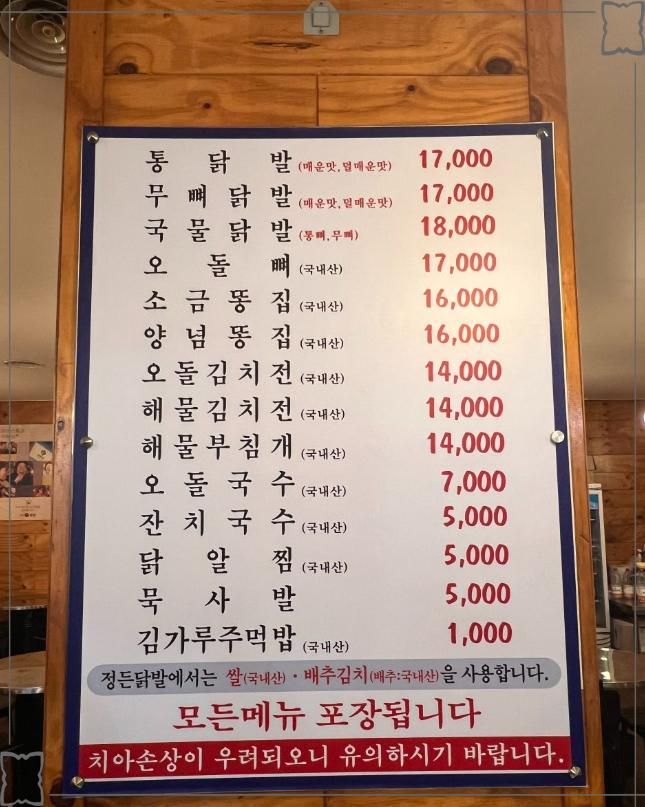 통닭발 (매운맛,덜매운맛) 17,000
무뼈닭발 (매운맛,덜매운맛) 17,000
국물닭발 (통뼈,무뼈) 18,000
오돌뼈 (국내산) 17,000
소금똥집 (국내산) 16,000
양념똥집 (국내산) 16,000
오돌김치전 (국내산) 14,000
해물김치전 (국내산) 14,000
해물부침개 (국내산) 14,000
오돌국수 (국내산) 7,000
잔치국수 (국내산) 5,000
닭알찜 (국내산) 5,000
묵사발 5,000
김가루주먹밥 (국내산) 1,000
정든닭발에서는 쌀(국내산)·배추김치(배추:국내산)을 사용합니다.
모든메뉴 포장됩니다
치아손상이 우려되오니 유의하시기 바랍니다.